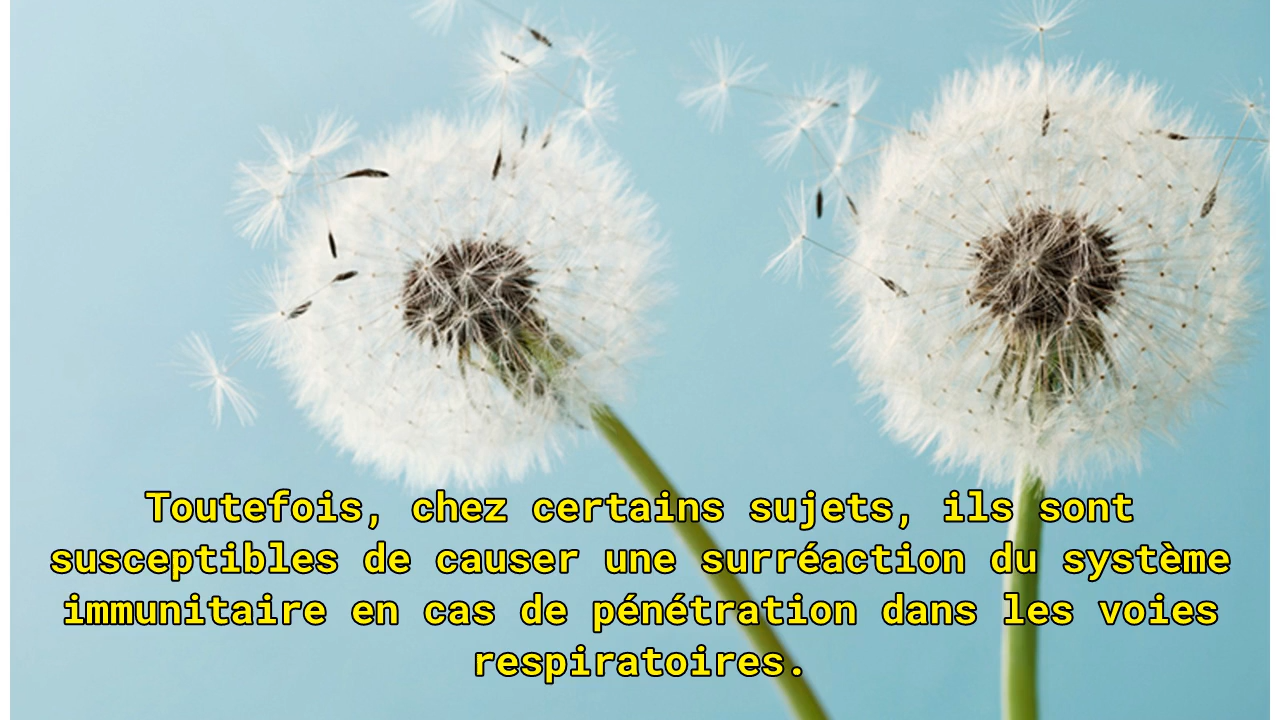 Toutefois, chez certains sujets, ils sont
susceptibles de causer une surréaction du système
immunitaire en cas de pénétration dans les voies
respiratoires.